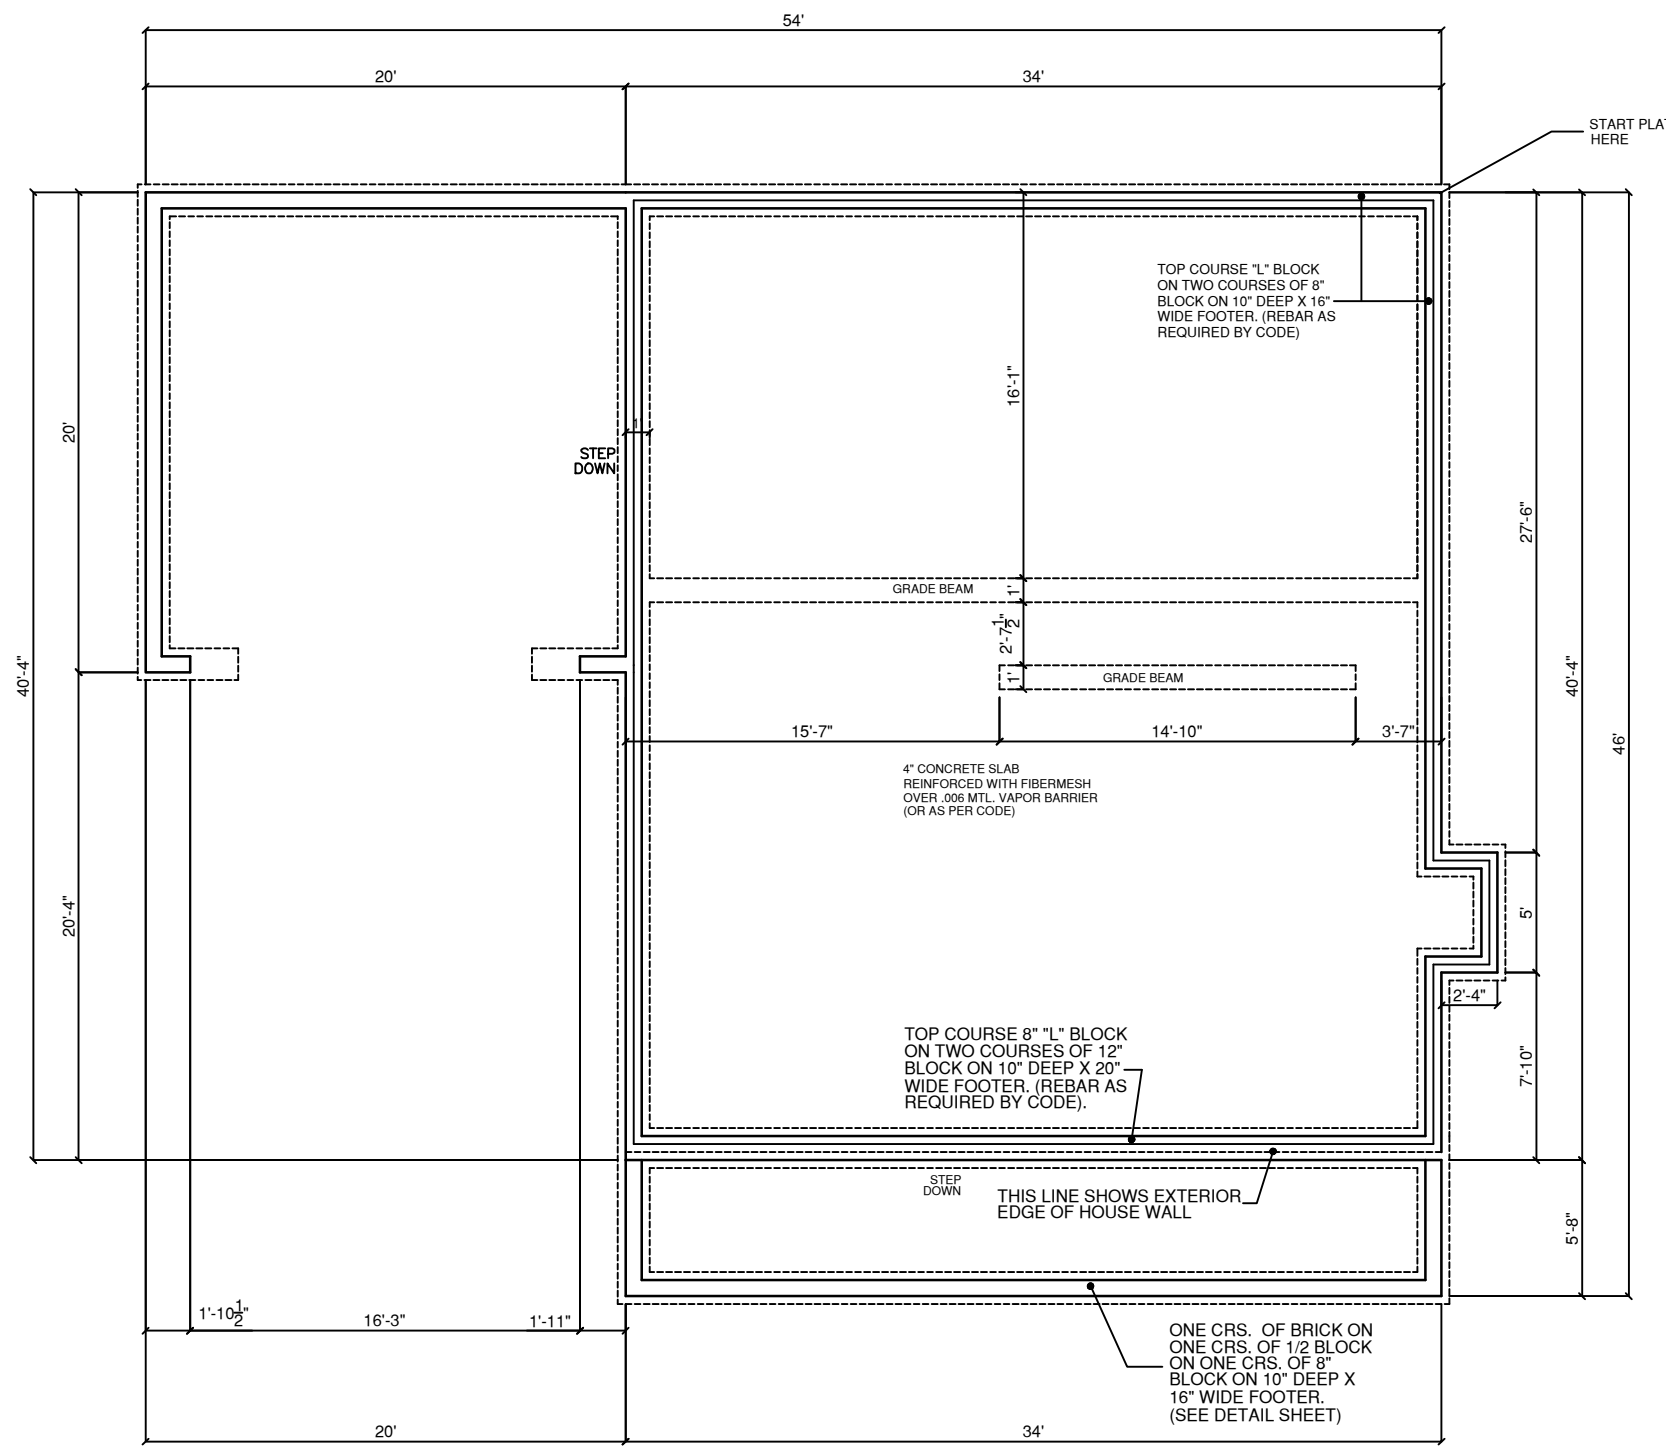 54'
20'
34'
START PLAT
HERE
TOP COURSE "L" BLOCK
ON TWO COURSES OF 8"
BLOCK ON 10" DEEP X 16"
WIDE FOOTER. (REBAR AS
REQUIRED BY CODE)
16'-1"
20'
1'
STEP
DOWN
27'-6"
GRADE BEAM
1'
2'-7 1/2"
40'-4"
GRADE BEAM
1'
40'-4"
15'-7"
14'-10"
3'-7"
46'
4" CONCRETE SLAB
REINFORCED WITH FIBERMESH
OVER .006 MTL. VAPOR BARRIER
(OR AS PER CODE)
20'-4"
5'
2'-4"
TOP COURSE 8" "L" BLOCK
ON TWO COURSES OF 12"
BLOCK ON 10" DEEP X 20"
WIDE FOOTER. (REBAR AS
REQUIRED BY CODE).
7'-10"
STEP
DOWN
THIS LINE SHOWS EXTERIOR
EDGE OF HOUSE WALL
5'-8"
1'-10 1/2"
16'-3"
1'-11"
ONE CRS. OF BRICK ON
ONE CRS. OF 1/2 BLOCK
ON ONE CRS. OF 8"
BLOCK ON 10" DEEP X
16" WIDE FOOTER.
(SEE DETAIL SHEET)
20'
34'